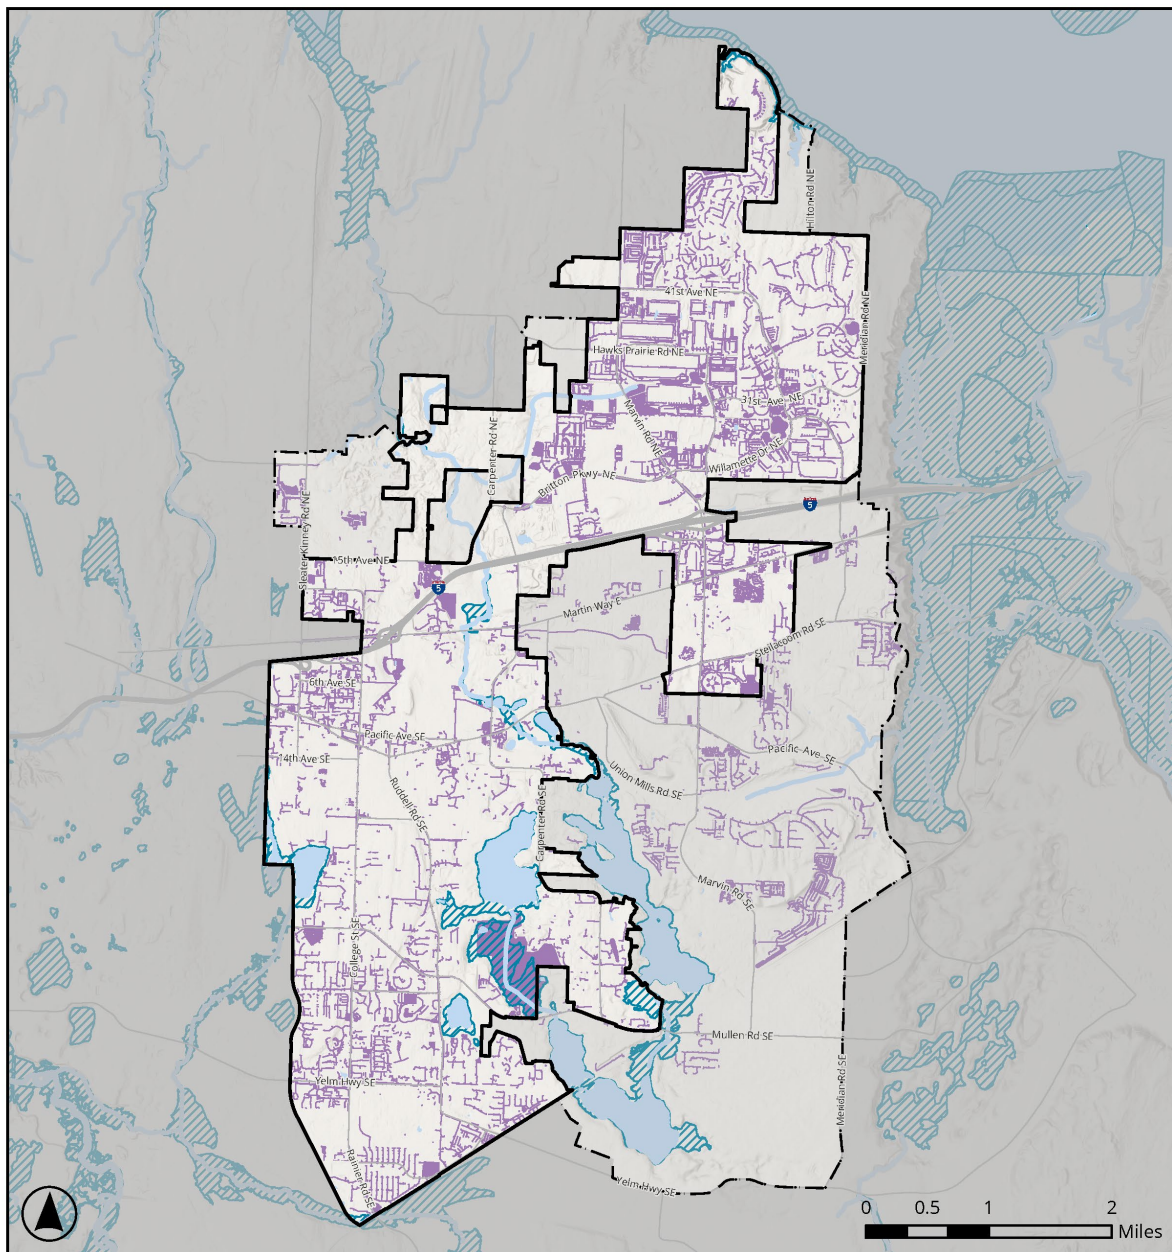 Hilton Rd NE
41st Ave NE
Meridian Rd NE
Hawks Prairie Rd NE
31st Ave NE
Marvin Rd NE
Carpenter Rd NE
Willamette Dr NE
Britton Pkwy NE
5
Sleater Kinney Rd NE
15th Ave NE
5
Martin Way E
Steilacoom Rd SE
6th Ave SE
Pacific Ave SE
Pacific Ave SE
14th Ave SE
Union Mills Rd SE
Ruddell Rd SE
Carpenter Rd SE
Marvin Rd SE
College St SE
Mullen Rd SE
Yelm Hwy SE
Meridian Rd SE
Rainier Rd SE
Yelm Hwy SE
0 0.5 1 2
Miles